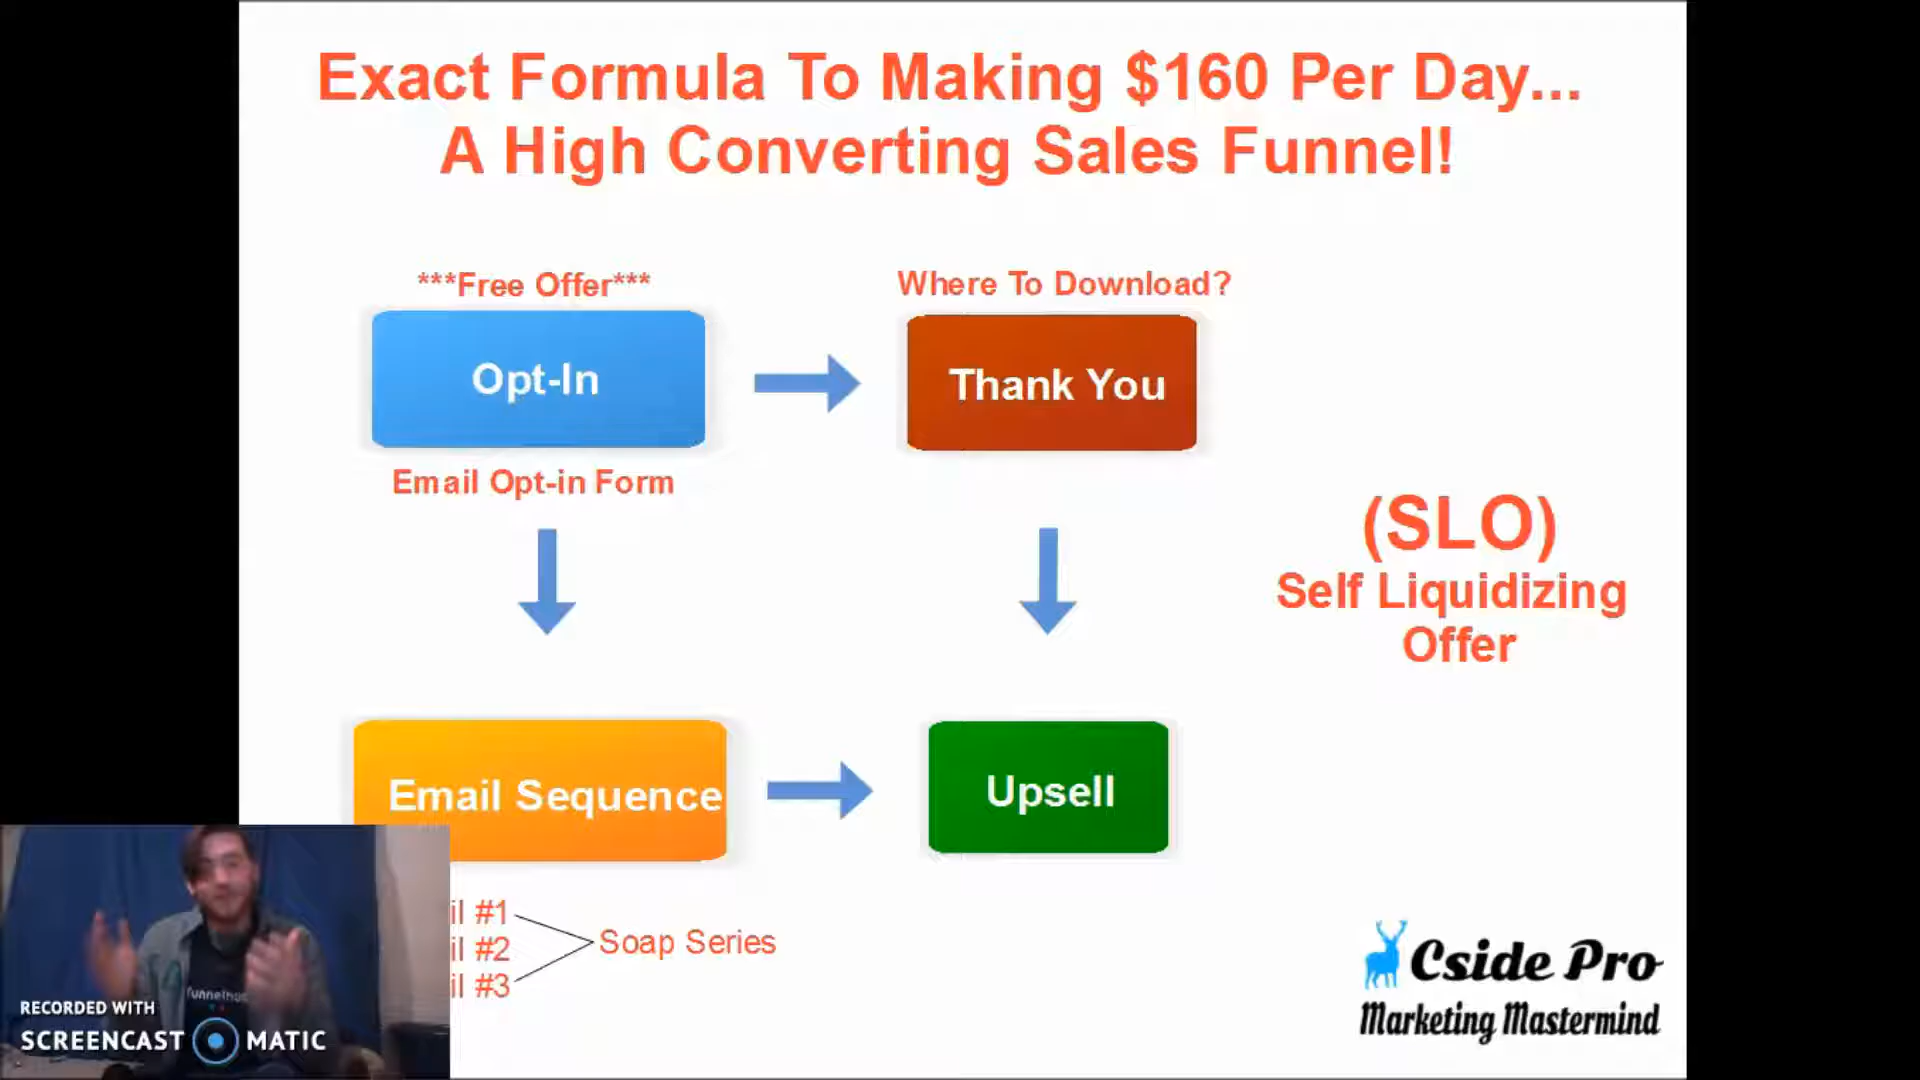 Exact Formula To Making $160 Per Day...
A High Converting Sales Funnel!
***Free Offer***
Where To Download?
Opt-In
Thank You
Email Opt-in Form
(SLO)
Self Liquidizing
Offer
Email Sequence
Upsell
il #1
il #2
il #3
Soap Series
Cside Pro
Marketing Mastermind
RECORDED WITH
SCREENCAST MATIC